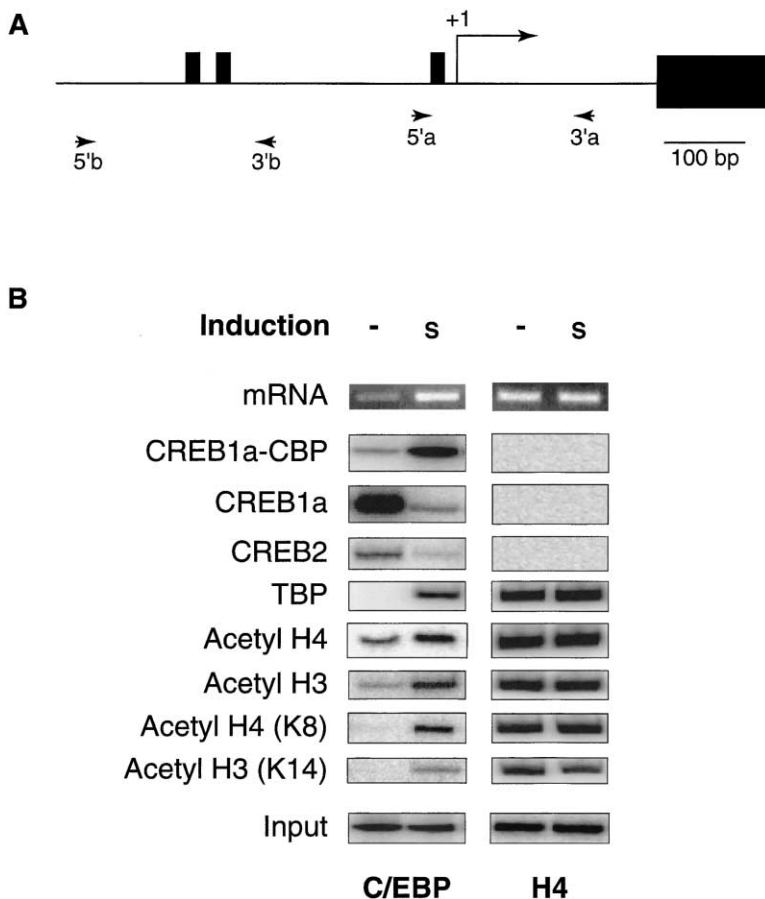 A
+1
5'a 3'a
5'b 3'b
100 bp
B
Induction - s - s
mRNA
CREB1a-CBP
CREB1a
CREB2
TBP
Acetyl H4
Acetyl H3
Acetyl H4 (K8)
Acetyl H3 (K14)
Input
C/EBP H4